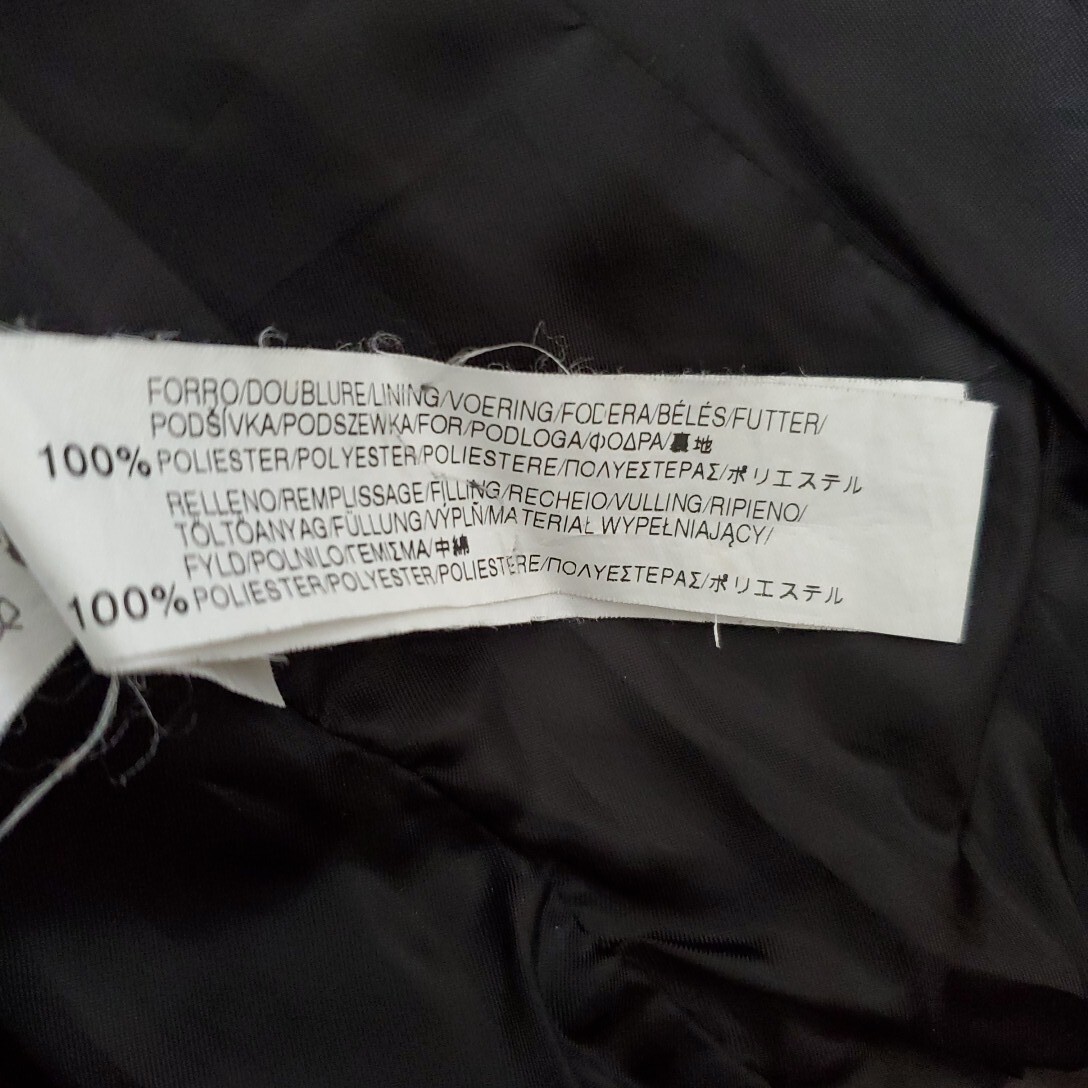 FORRO/DOUBLURE/LINING/VOERING/FODERA/BÉLÉS/FUTTER/
PODŠÍVKA/PODSZEWKA/FOR/PODLOGA/ΦΟΔΡΑ/裏地
100% POLIESTER/POLYESTER/POLIESTERE/ΠΟΛΥΕΣΤΕΡΑΣ/ポリエステル
RELLENO/REMPLISSAGE/FILLING/RECHEIO/VULLING/RIPIENO/
TÖLTÖANYAG/FÜLLUNG/VÝPLŇ/MATERIAŁ WYPEŁNIAJĄCY/
FYLD/POLNILO/ΓΕΜΙΣΜΑ/中綿
100% POLIESTER/POLYESTER/POLIESTERE/ΠΟΛΥΕΣΤΕΡΑΣ/ポリエステル